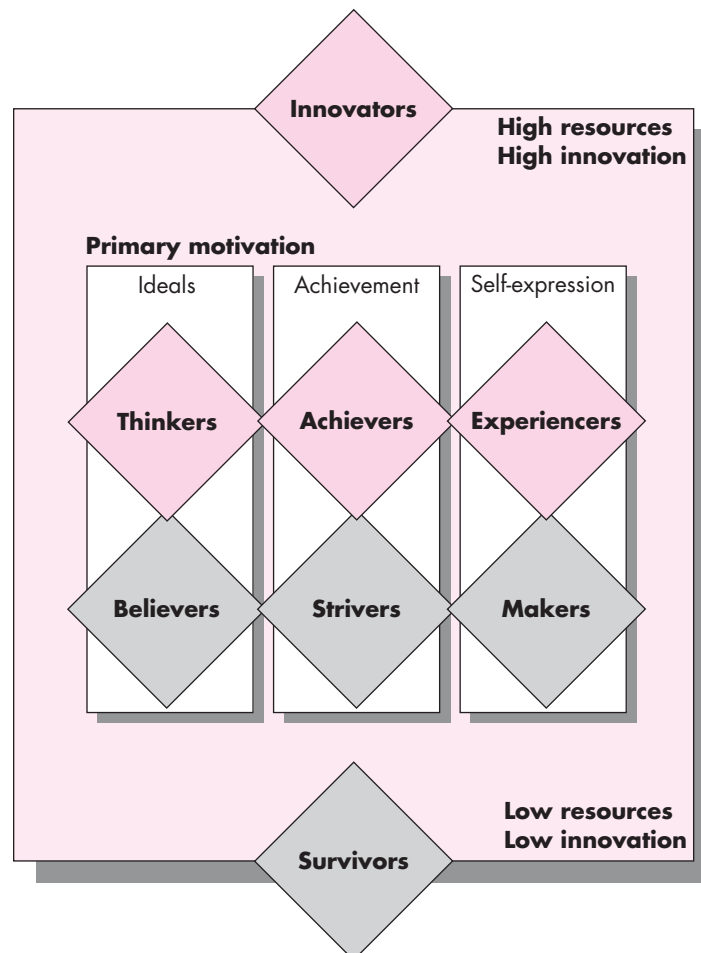 Innovators
High resources
High innovation
Primary motivation
Ideals
Achievement
Self-expression
Thinkers
Achievers
Experiencers
Believers
Strivers
Makers
Low resources
Low innovation
Survivors